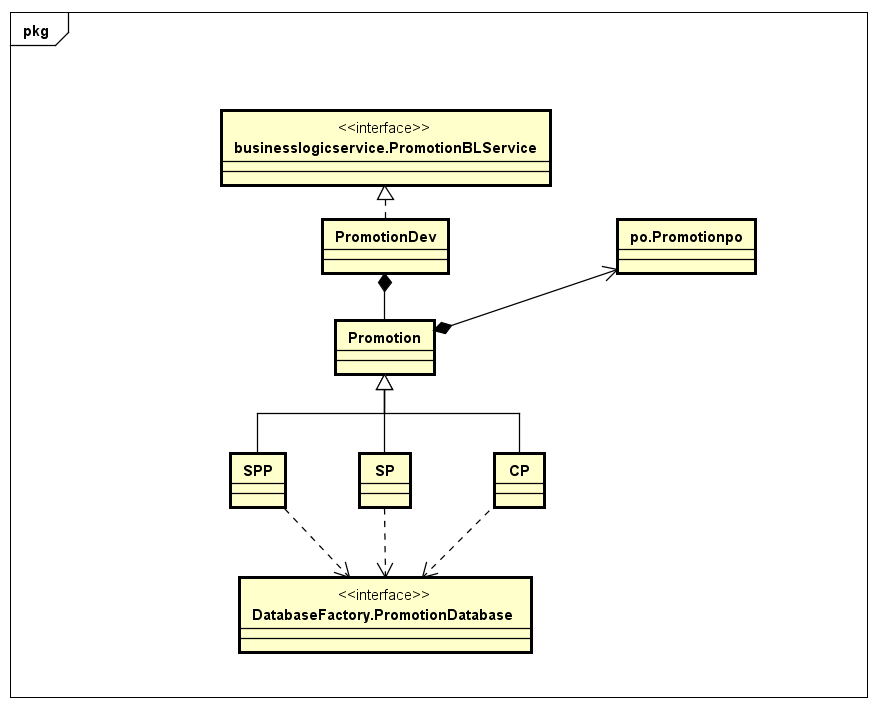 pkg
<<interface>>
businesslogicservice.PromotionBLService
PromotionDev
po.Promotionpo
Promotion
SPP
SP
CP
<<interface>>
DatabaseFactory.PromotionDatabase